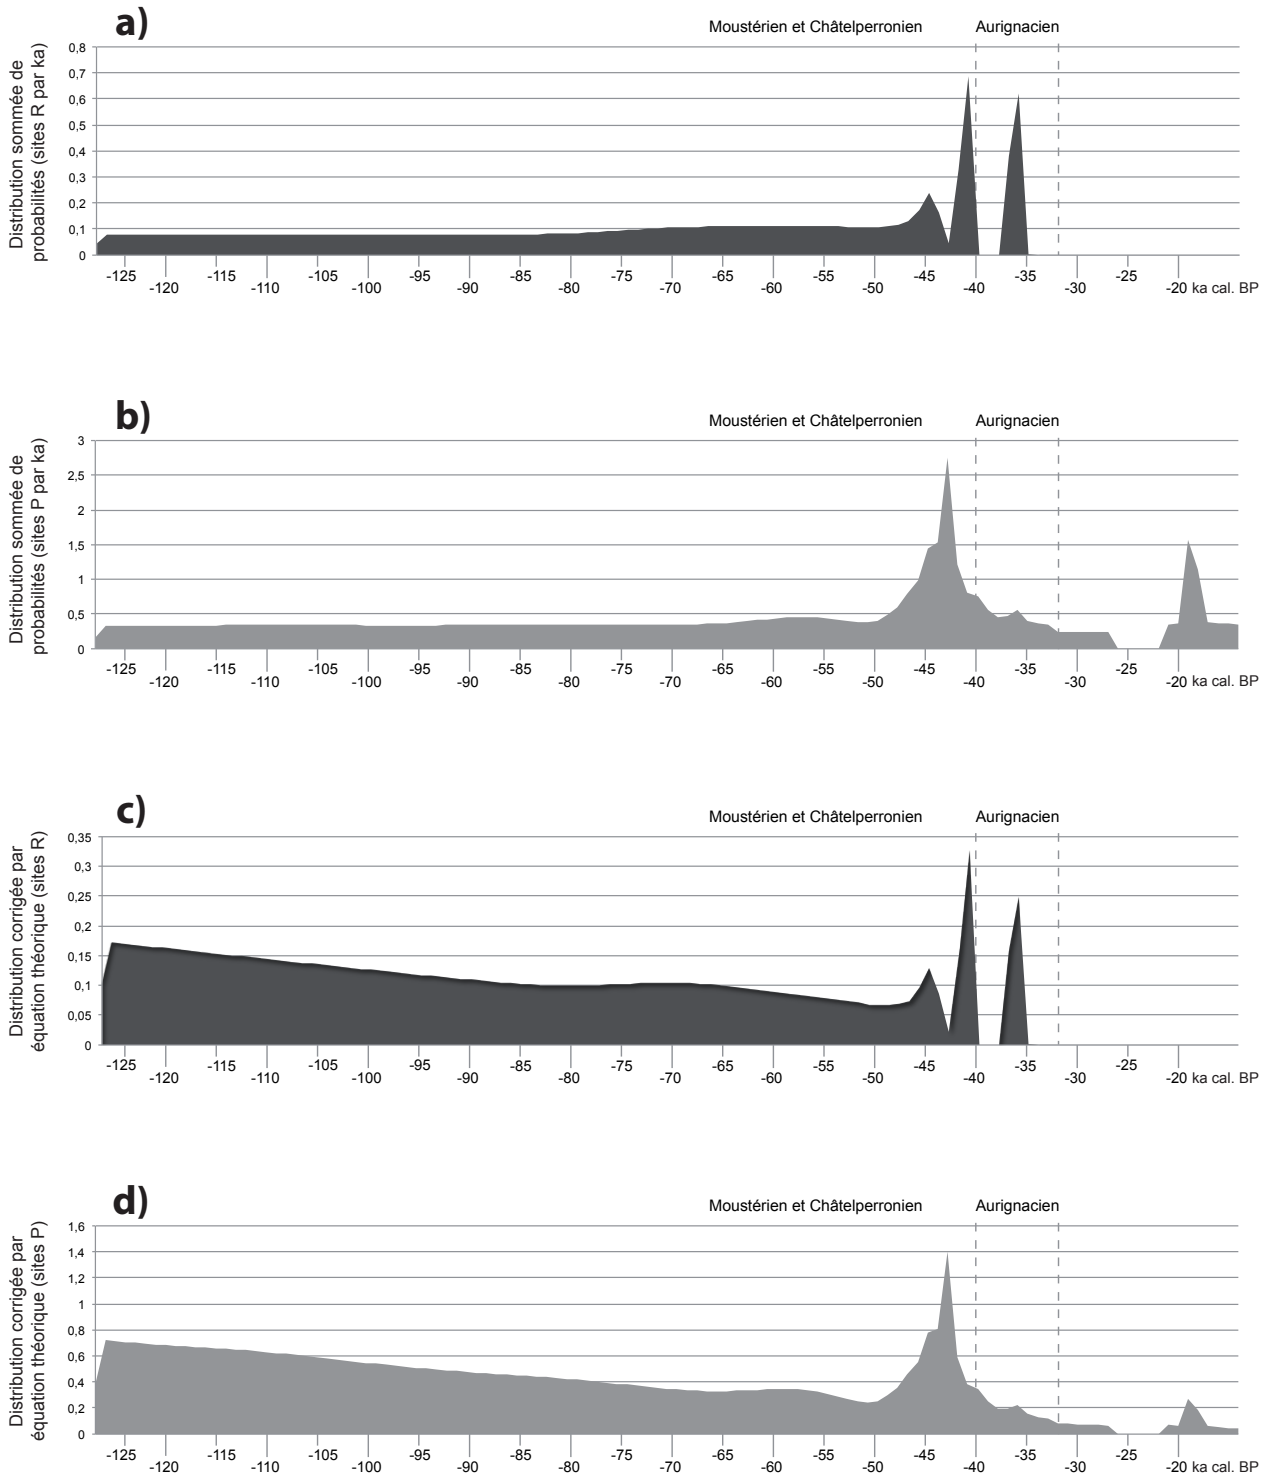 a)
Moustérien et Châtelperronien
Aurignacien
Distribution sommée de
probabilités (sites R par ka)
0,8
0,7
0,6
0,5
0,4
0,3
0,2
0,1
0
-125 -115 -105 -95 -85 -75 -65 -55 -45 -35 -25
-120 -110 -100 -90 -80 -70 -60 -50 -40 -30 -20 ka cal. BP
b)
Moustérien et Châtelperronien
Aurignacien
Distribution sommée de
probabilités (sites P par ka)
3
2,5
2
1,5
1
0,5
0
-125 -115 -105 -95 -85 -75 -65 -55 -45 -35 -25
-120 -110 -100 -90 -80 -70 -60 -50 -40 -30 -20 ka cal. BP
c)
Moustérien et Châtelperronien
Aurignacien
Distribution corrigée par
équation théorique (sites R)
0,35
0,3
0,25
0,2
0,15
0,1
0,05
0
-125 -115 -105 -95 -85 -75 -65 -55 -45 -35 -25
-120 -110 -100 -90 -80 -70 -60 -50 -40 -30 -20 ka cal. BP
d)
Moustérien et Châtelperronien
Aurignacien
Distribution corrigée par
équation théorique (sites P)
1,6
1,4
1,2
1
0,8
0,6
0,4
0,2
0
-125 -115 -105 -95 -85 -75 -65 -55 -45 -35 -25
-120 -110 -100 -90 -80 -70 -60 -50 -40 -30 -20 ka cal. BP